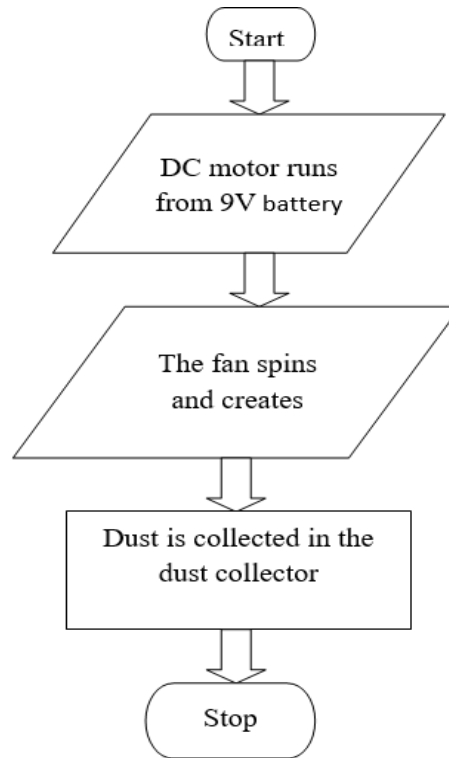 Start
DC motor runs
from 9V battery
The fan spins
and creates
Dust is collected in the
dust collector
Stop